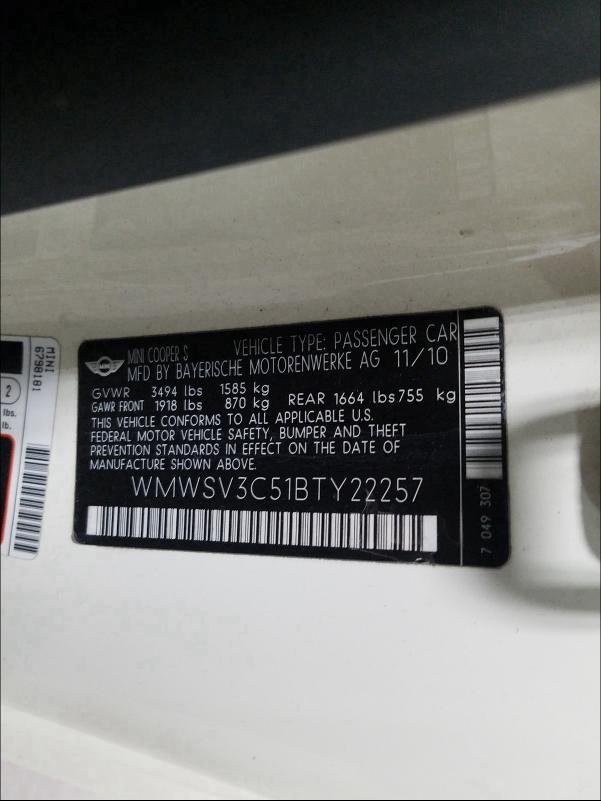 MINI COOPER S VEHICLE TYPE: PASSENGER CAR
MFD BY BAYERISCHE MOTORENWERKE AG 11/10
GVWR 3494 lbs 1585 kg
GAWR FRONT 1918 lbs 870 kg REAR 1664 lbs 755 kg
THIS VEHICLE CONFORMS TO ALL APPLICABLE U.S.
FEDERAL MOTOR VEHICLE SAFETY, BUMPER AND THEFT
PREVENTION STANDARDS IN EFFECT ON THE DATE OF
MANUFACTURE SHOWN ABOVE.
WMWSV3C51BTY22257
7 049 307
MINI
6798181
2
lbs.
lb.